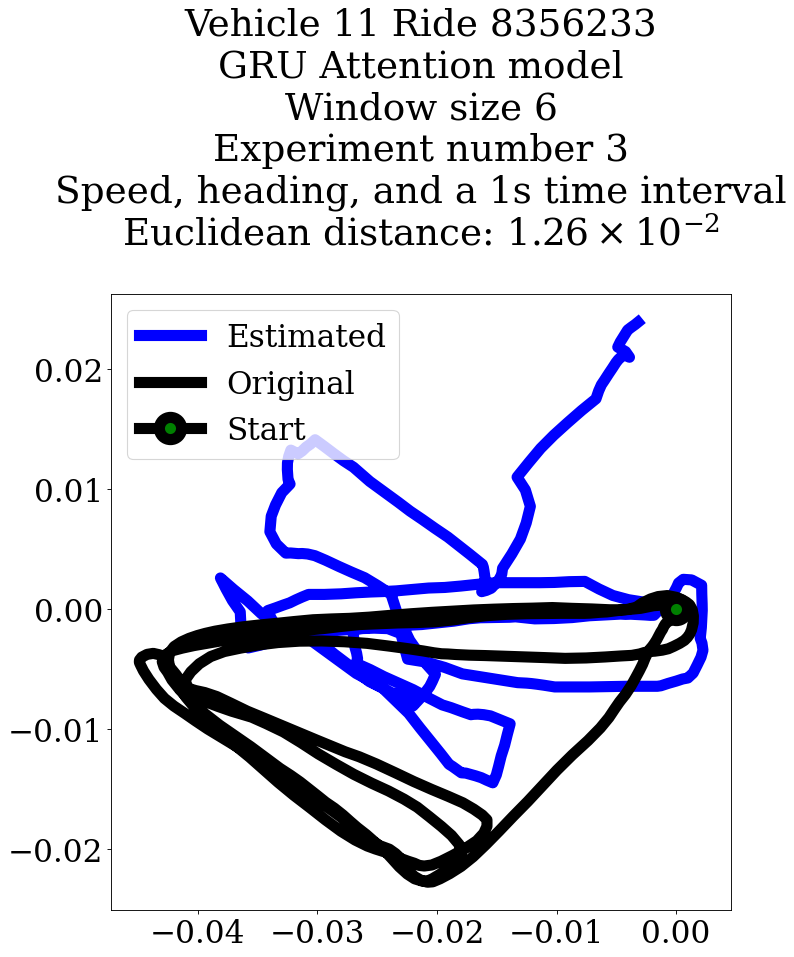 Vehicle 11 Ride 8356233
GRU Attention model
Window size 6
Experiment number 3
Speed, heading, and a 1s time interval
Euclidean distance: 1.26 × 10⁻²
Estimated
Original
Start
0.02
0.01
0.00
−0.01
−0.02
−0.04 −0.03 −0.02 −0.01 0.00